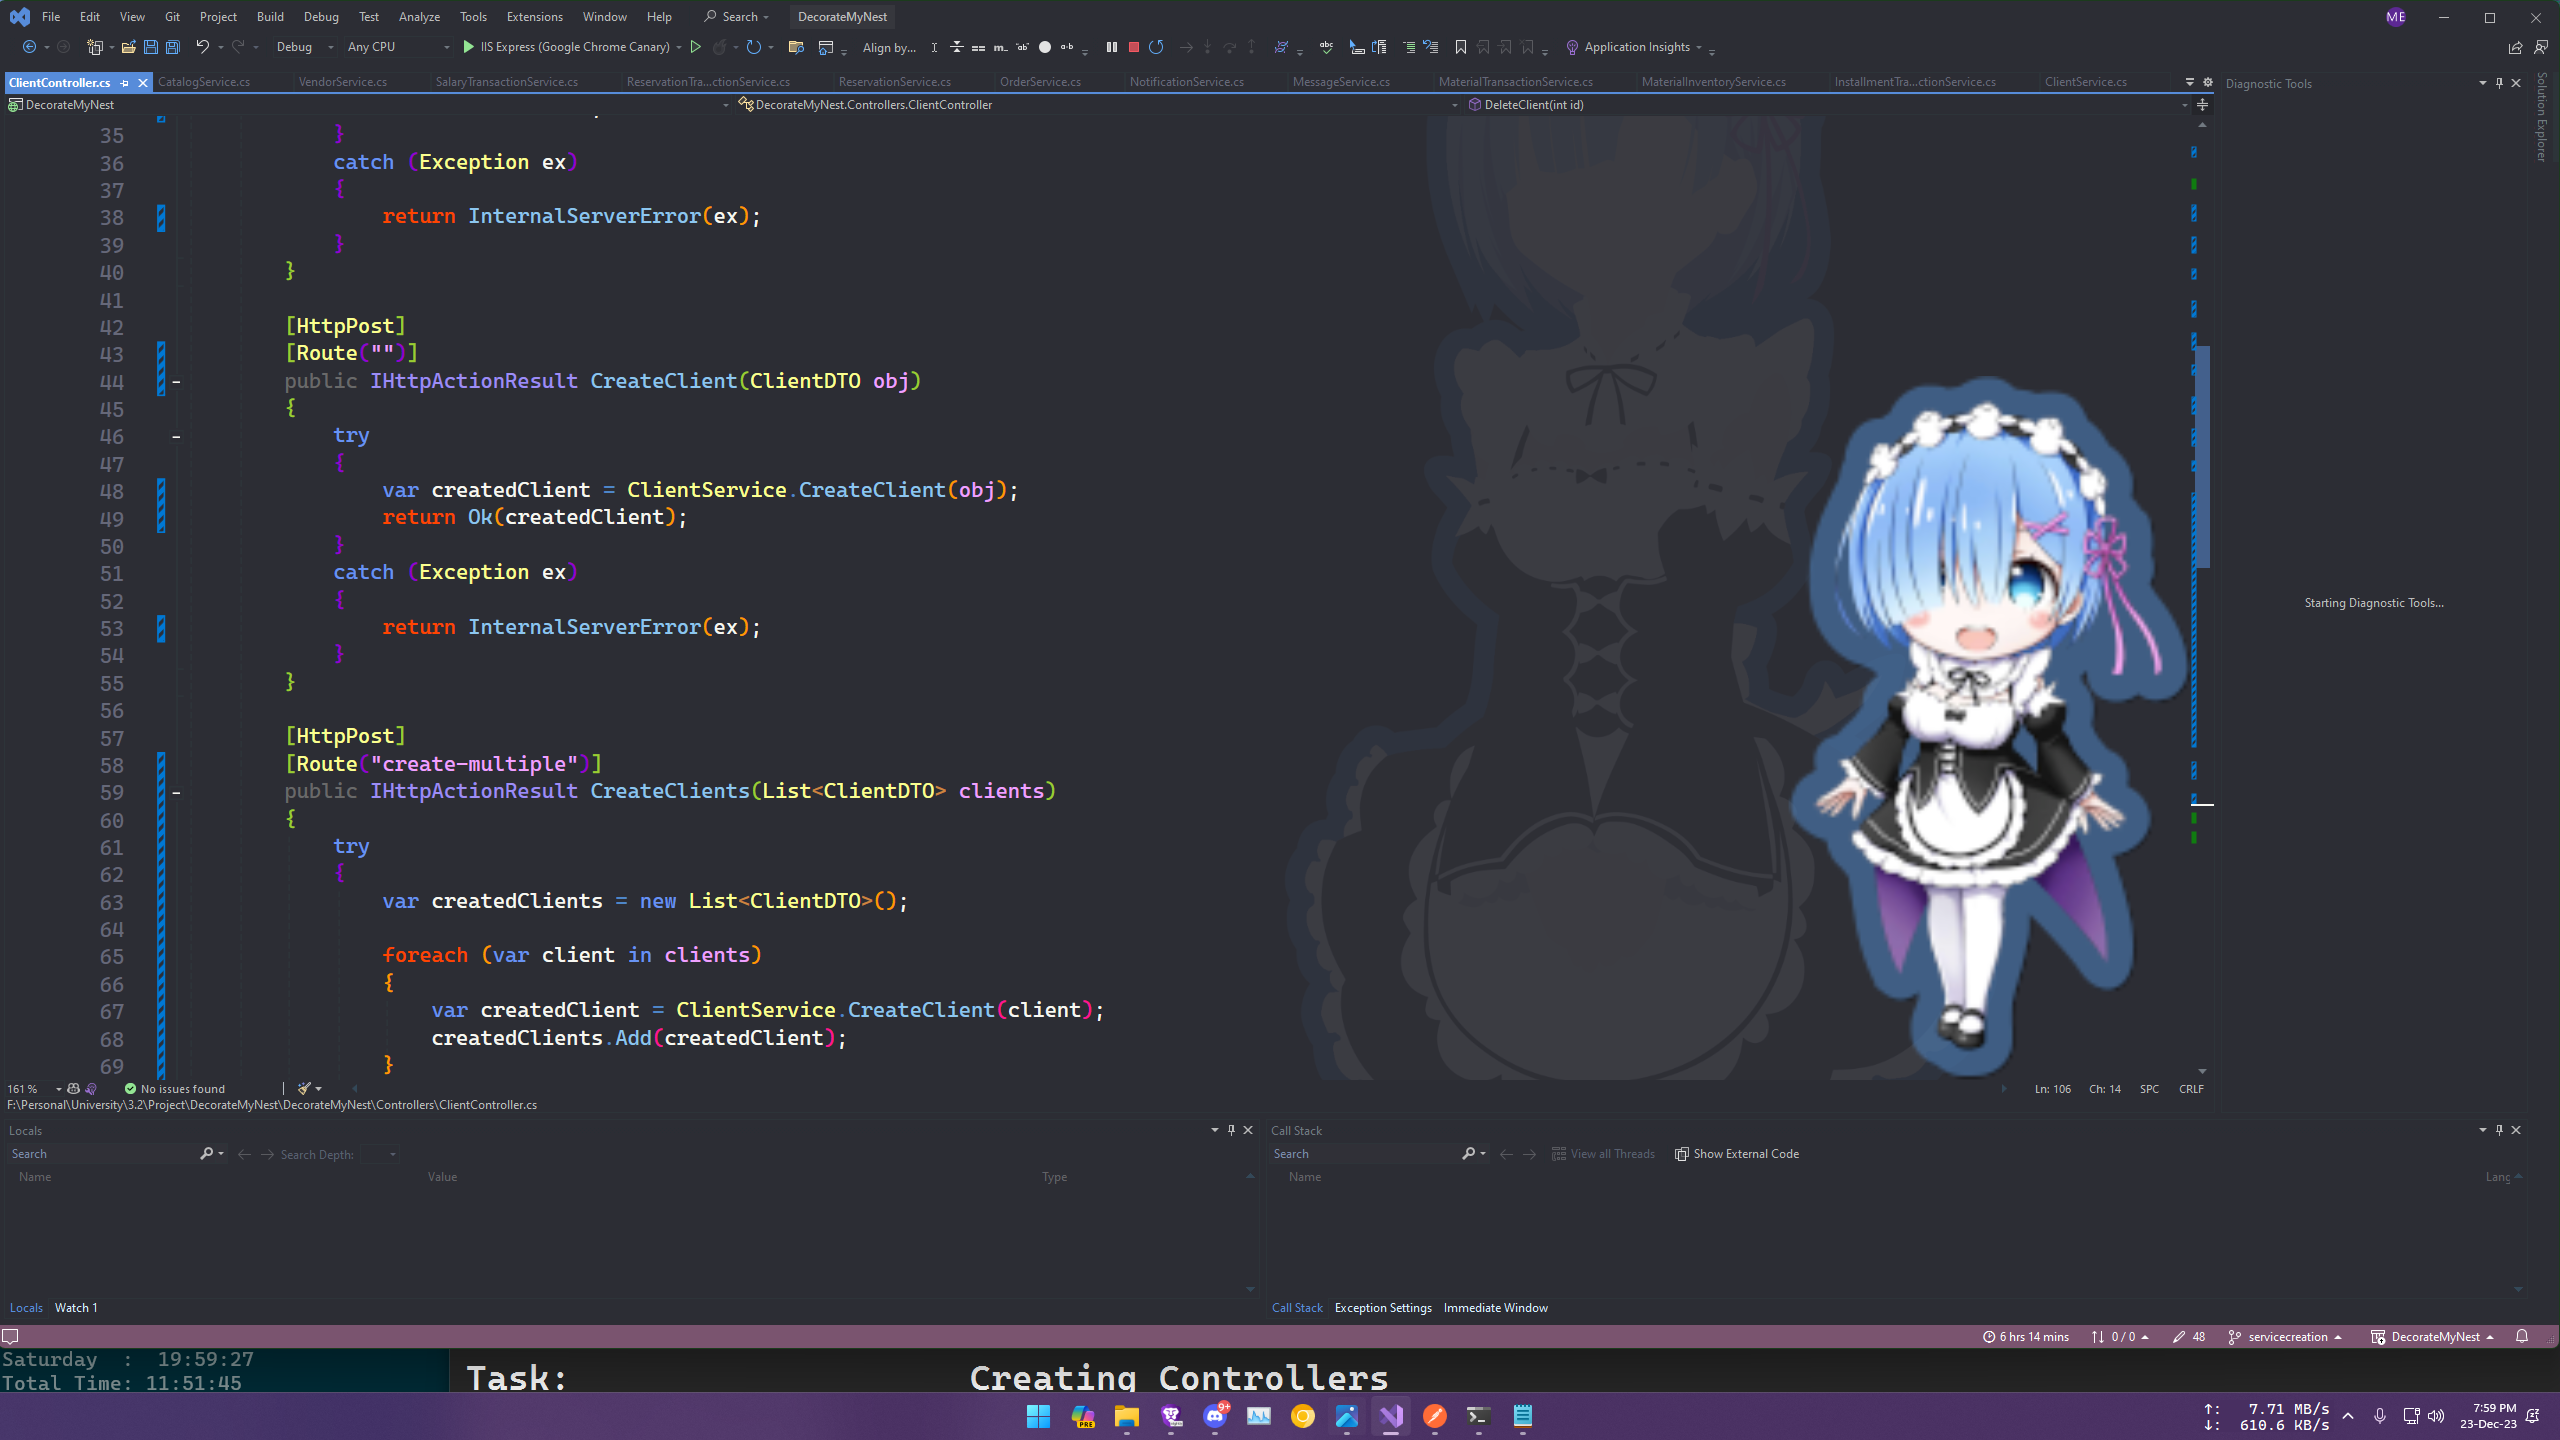 File Edit View Git Project Build Debug Test Analyze Tools Extensions Window Help Search DecorateMyNest ME
Debug Any CPU IIS Express (Google Chrome Canary) Align by... Application Insights
ClientController.cs CatalogService.cs VendorService.cs SalaryTransactionService.cs ReservationTra...ctionService.cs ReservationService.cs OrderService.cs NotificationService.cs MessageService.cs MaterialTransactionService.cs MaterialInventoryService.cs InstallmentTra...ctionService.cs ClientService.cs Diagnostic Tools
Solution Explorer
DecorateMyNest DecorateMyNest.Controllers.ClientController DeleteClient(int id)
35 }
36 catch (Exception ex)
37 {
38 return InternalServerError(ex);
39 }
40 }
41
42 [HttpPost]
43 [Route("")]
44 public IHttpActionResult CreateClient(ClientDTO obj)
45 {
46 try
47 {
48 var createdClient = ClientService.CreateClient(obj);
49 return Ok(createdClient);
50 }
51 catch (Exception ex)
52 {
53 return InternalServerError(ex);
54 }
55 }
56
57 [HttpPost]
58 [Route("create-multiple")]
59 public IHttpActionResult CreateClients(List<ClientDTO> clients)
60 {
61 try
62 {
63 var createdClients = new List<ClientDTO>();
64
65 foreach (var client in clients)
66 {
67 var createdClient = ClientService.CreateClient(client);
68 createdClients.Add(createdClient);
69 }
Starting Diagnostic Tools...
161 % No issues found Ln: 106 Ch: 14 SPC CRLF
F:\Personal\University\3.2\Project\DecorateMyNest\DecorateMyNest\Controllers\ClientController.cs
Locals
Search Search Depth:
Name Value Type
Locals Watch 1
Call Stack
Search View all Threads Show External Code
Name Lang
Call Stack Exception Settings Immediate Window
6 hrs 14 mins 0 / 0 48 servicecreation DecorateMyNest
Saturday : 19:59:27
Total Time: 11:51:45
Task: Creating Controllers
PRE 9+
↑: 7.71 MB/s
↓: 610.6 KB/s
7:59 PM
23-Dec-23